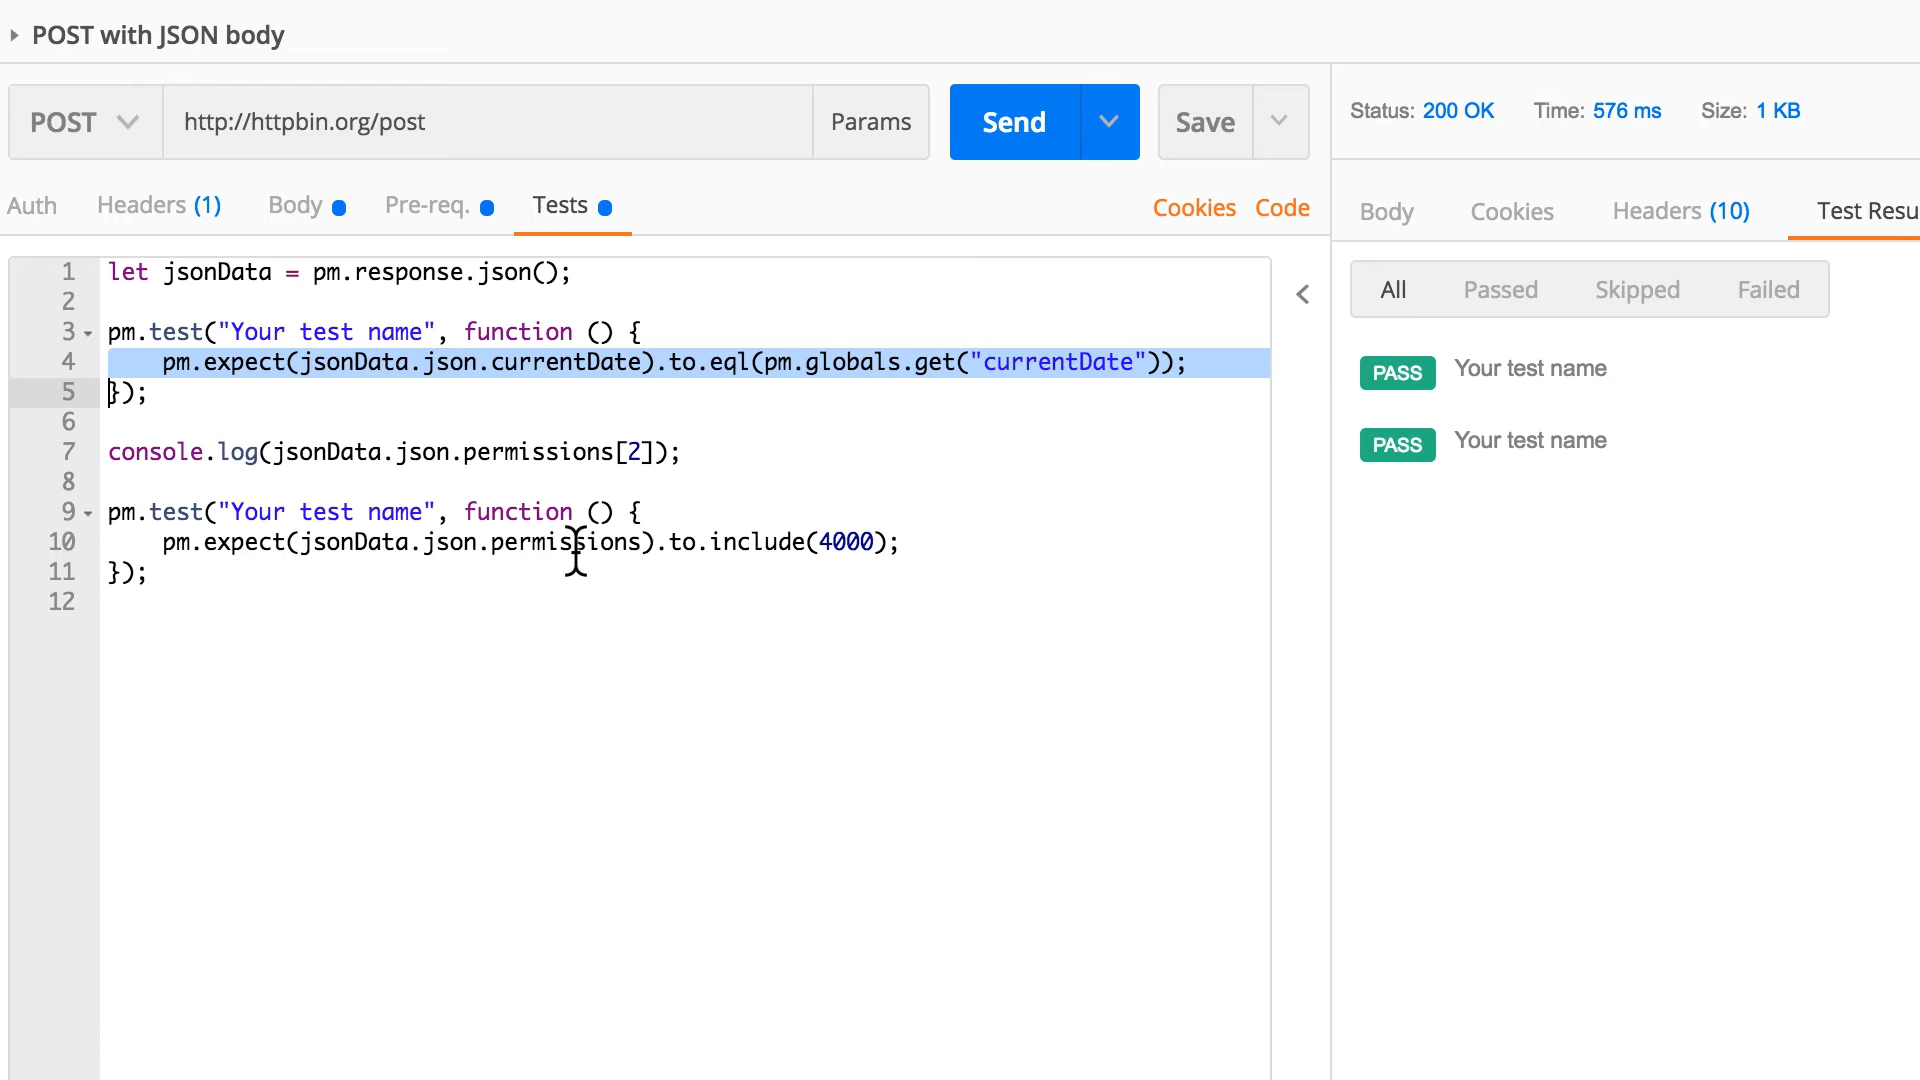 POST with JSON body
POST http://httpbin.org/post Params Send Save
Status: 200 OK Time: 576 ms Size: 1 KB
Auth Headers (1) Body Pre-req. Tests Cookies Code
Body Cookies Headers (10) Test Resu
1 let jsonData = pm.response.json();
2
3 pm.test("Your test name", function () {
4 pm.expect(jsonData.json.currentDate).to.eql(pm.globals.get("currentDate"));
5 });
6
7 console.log(jsonData.json.permissions[2]);
8
9 pm.test("Your test name", function () {
10 pm.expect(jsonData.json.permissions).to.include(4000);
11 });
12
All Passed Skipped Failed
PASS Your test name
PASS Your test name